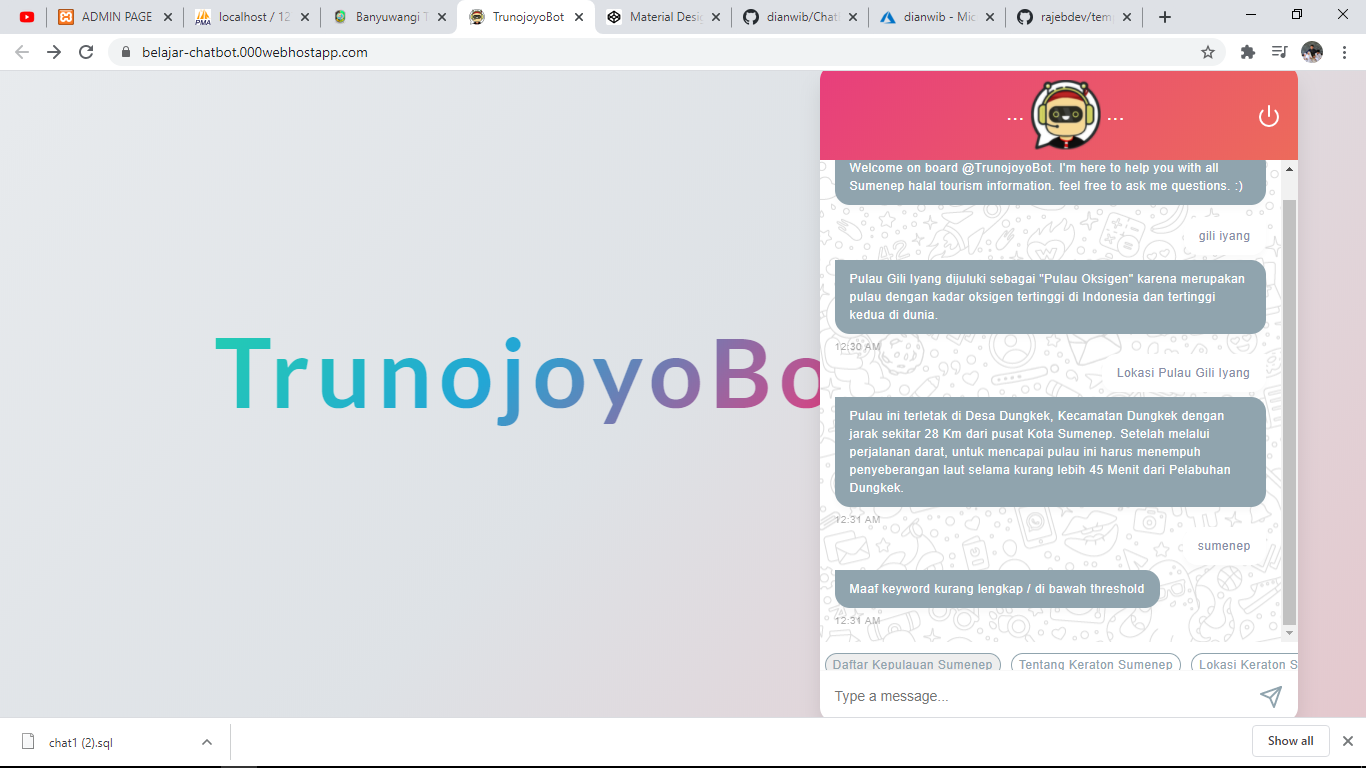 ADMIN PAGE
localhost / 12
Banyuwangi T
TrunojoyoBot
Material Desig
dianwib/Chatl
dianwib - Mic
rajebdev/tem
belajar-chatbot.000webhostapp.com
TrunojoyoBo
... ...
Welcome on board @TrunojoyoBot. I'm here to help you with all
Sumenep halal tourism information. feel free to ask me questions. :)
gili iyang
Pulau Gili Iyang dijuluki sebagai "Pulau Oksigen" karena merupakan
pulau dengan kadar oksigen tertinggi di Indonesia dan tertinggi
kedua di dunia.
12:30 AM
Lokasi Pulau Gili Iyang
Pulau ini terletak di Desa Dungkek, Kecamatan Dungkek dengan
jarak sekitar 28 Km dari pusat Kota Sumenep. Setelah melalui
perjalanan darat, untuk mencapai pulau ini harus menempuh
penyeberangan laut selama kurang lebih 45 Menit dari Pelabuhan
Dungkek.
12:31 AM
sumenep
Maaf keyword kurang lengkap / di bawah threshold
12:31 AM
Daftar Kepulauan Sumenep
Tentang Keraton Sumenep
Lokasi Keraton S
Type a message...
chat1 (2).sql
Show all